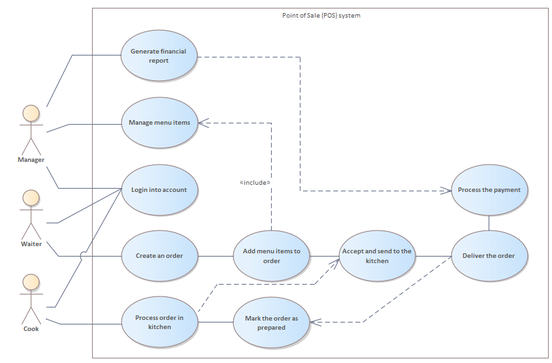 Point of Sale (POS) system
Generate financial
report
Manage menu items
Manager
«include»
Login into account
Process the payment
Waiter
Create an order
Add menu items to
order
Accept and send to the
kitchen
Deliver the order
Cook
Process order in
kitchen
Mark the order as
prepared